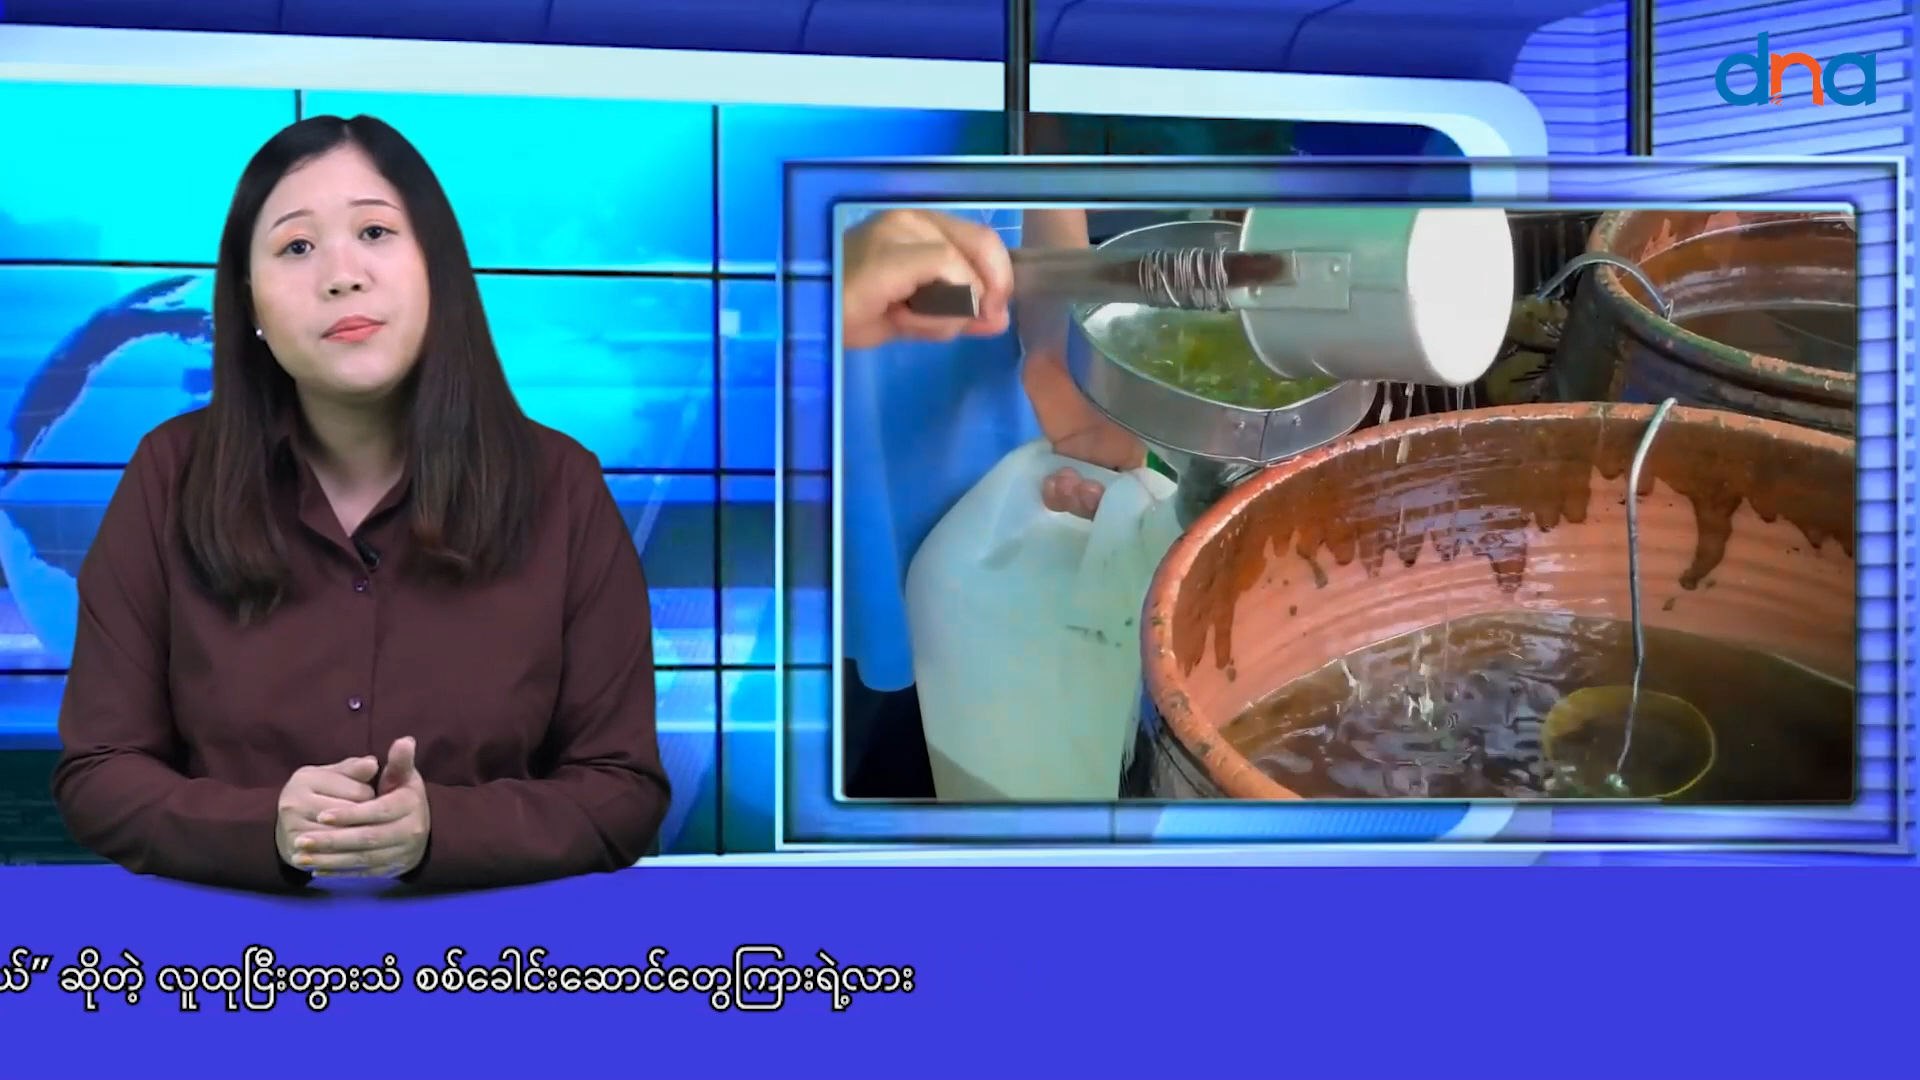 dna
ယ်” ဆိုတဲ့ လူထုငြီးတွားသံ စစ်ခေါင်းဆောင်တွေကြားရဲ့လား